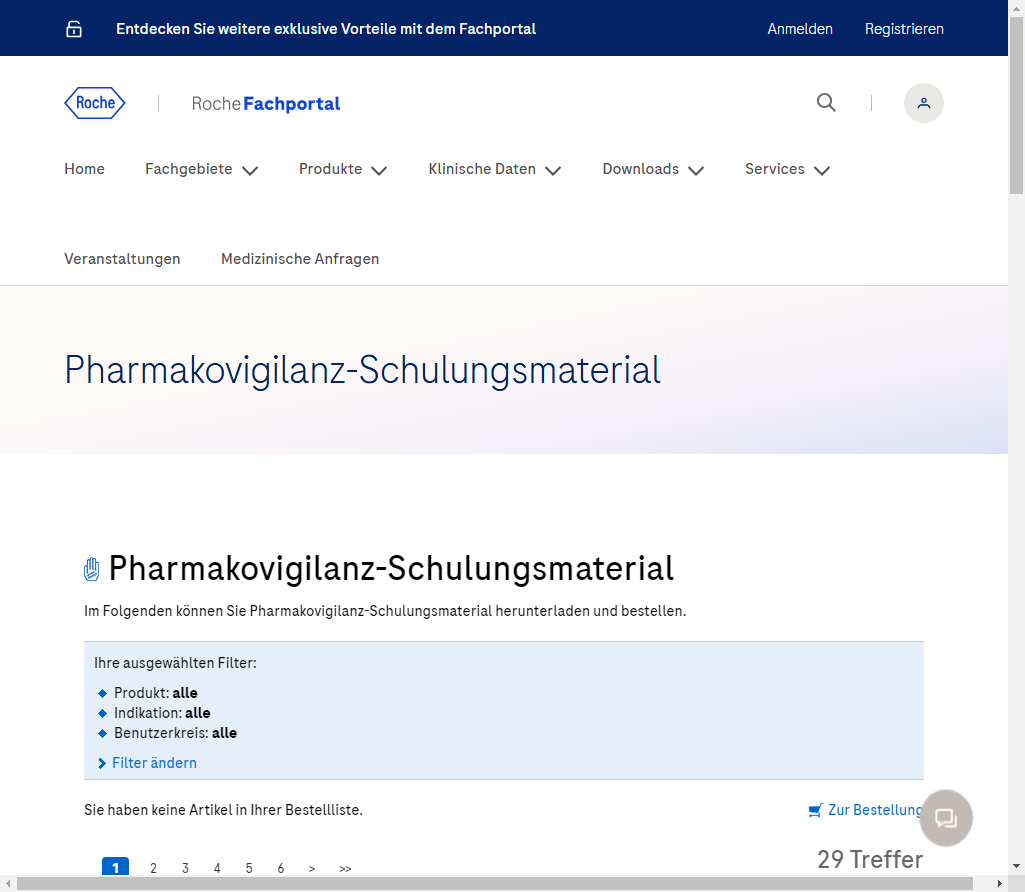 Entdecken Sie weitere exklusive Vorteile mit dem Fachportal
Anmelden
Registrieren
Roche
Roche Fachportal
Home
Fachgebiete
Produkte
Klinische Daten
Downloads
Services
Veranstaltungen
Medizinische Anfragen
Pharmakovigilanz-Schulungsmaterial
Pharmakovigilanz-Schulungsmaterial
Im Folgenden können Sie Pharmakovigilanz-Schulungsmaterial herunterladen und bestellen.
Ihre ausgewählten Filter:
Produkt: alle
Indikation: alle
Benutzerkreis: alle
Filter ändern
Sie haben keine Artikel in Ihrer Bestellliste.
Zur Bestellung
29 Treffer
1 2 3 4 5 6 > >>